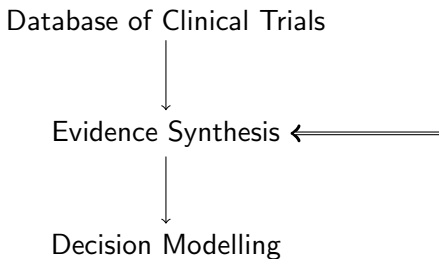 Database of Clinical Trials
Evidence Synthesis
Decision Modelling